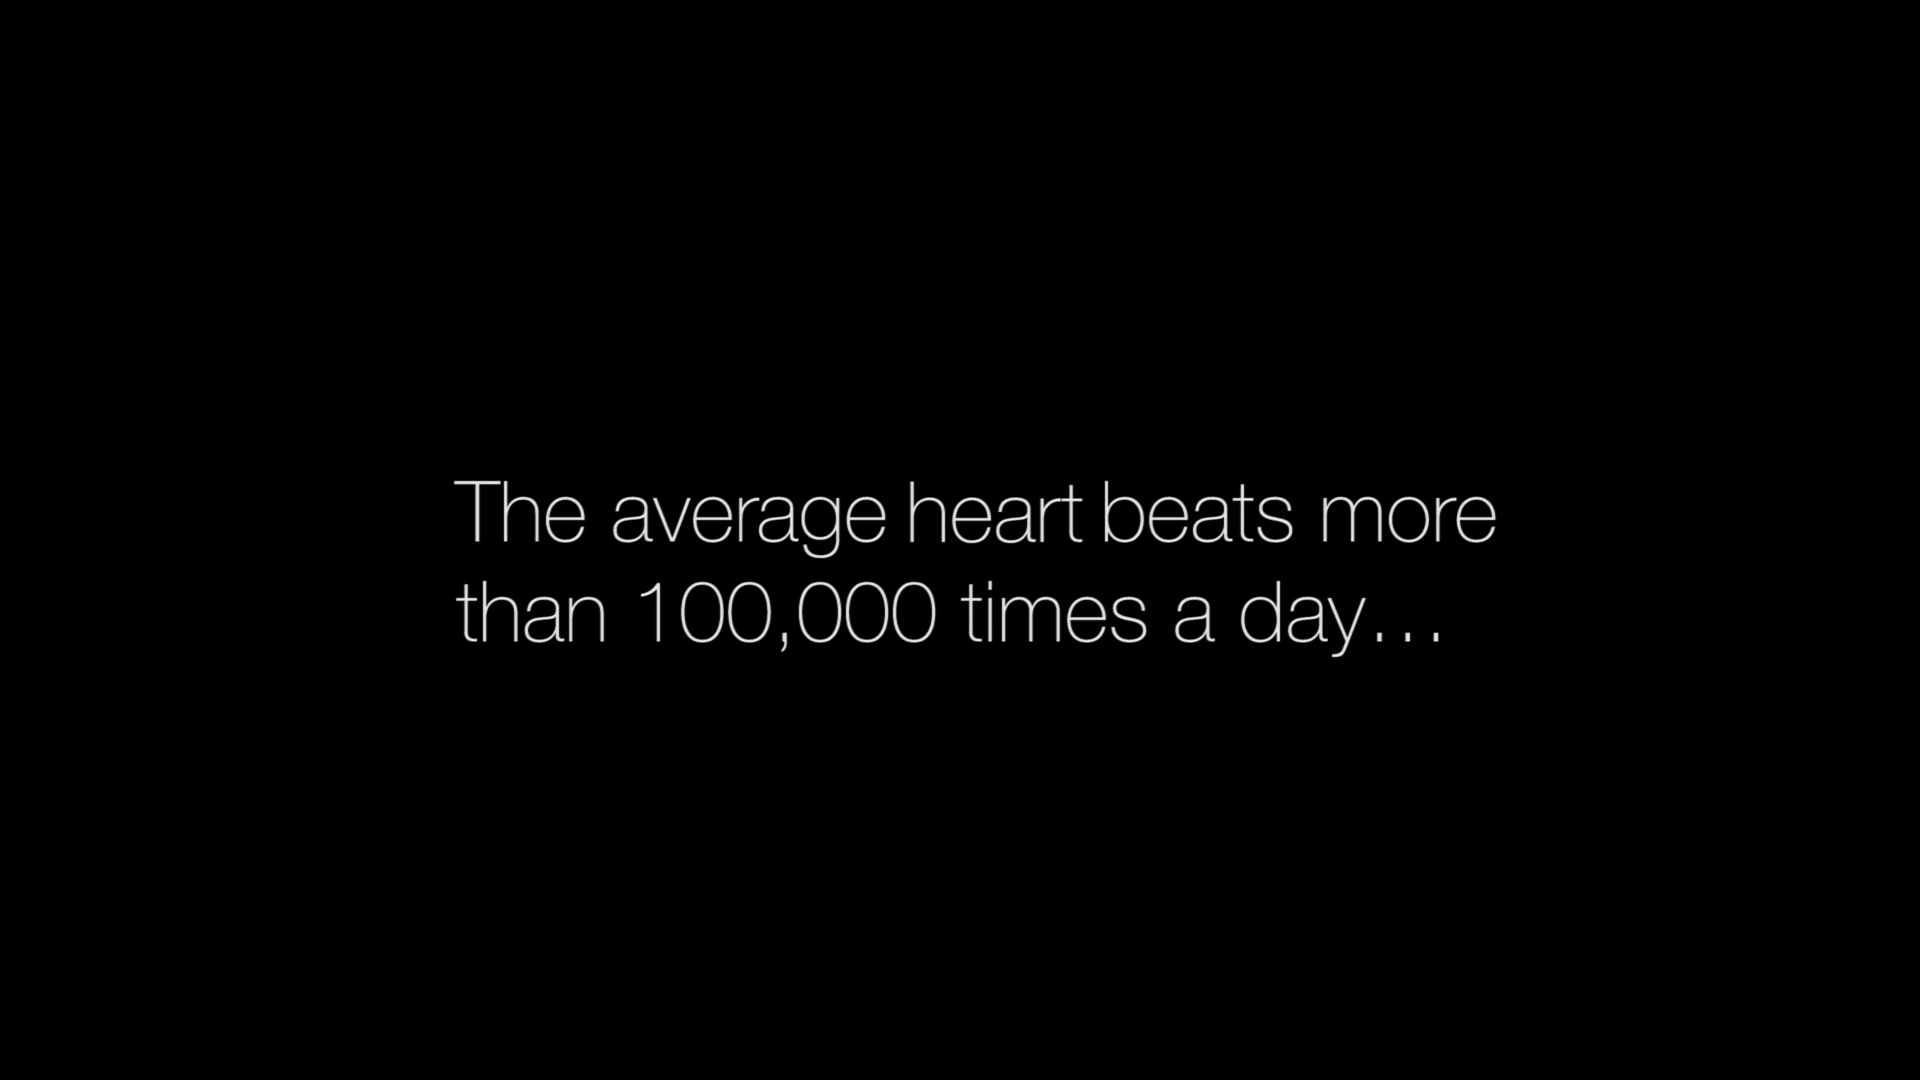 The average heart beats more
than 100,000 times a day...